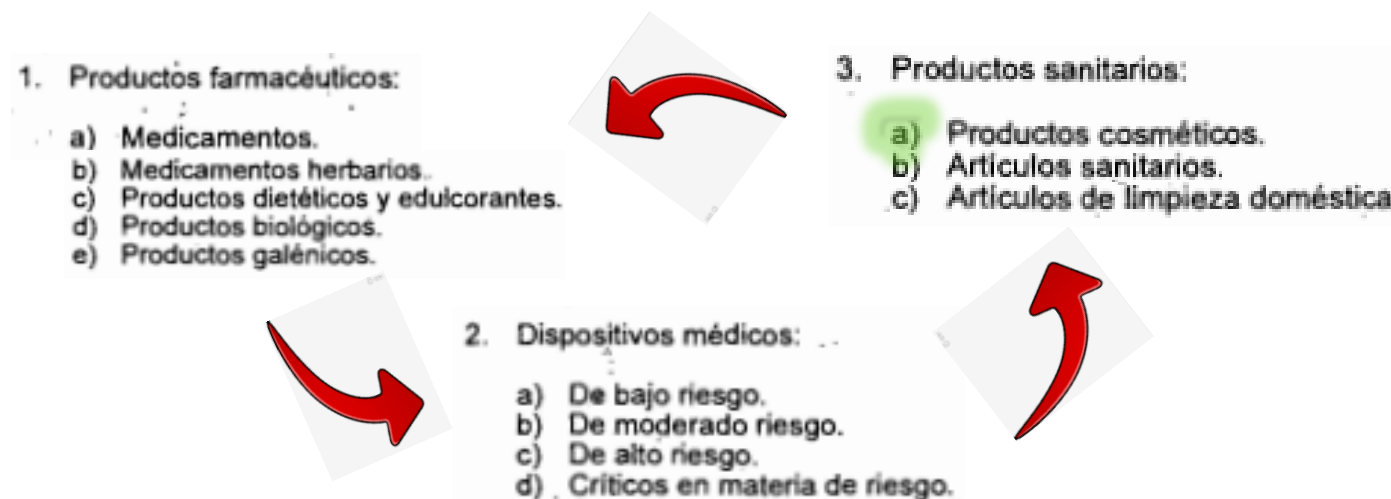 1. Productos farmacéuticos:
a) Medicamentos.
b) Medicamentos herbarios.
c) Productos dietéticos y edulcorantes.
d) Productos biológicos.
e) Productos galénicos.
2. Dispositivos médicos:
a) De bajo riesgo.
b) De moderado riesgo.
c) De alto riesgo.
d) Críticos en materia de riesgo.
3. Productos sanitarios:
a) Productos cosméticos.
b) Artículos sanitarios.
c) Artículos de limpieza doméstica